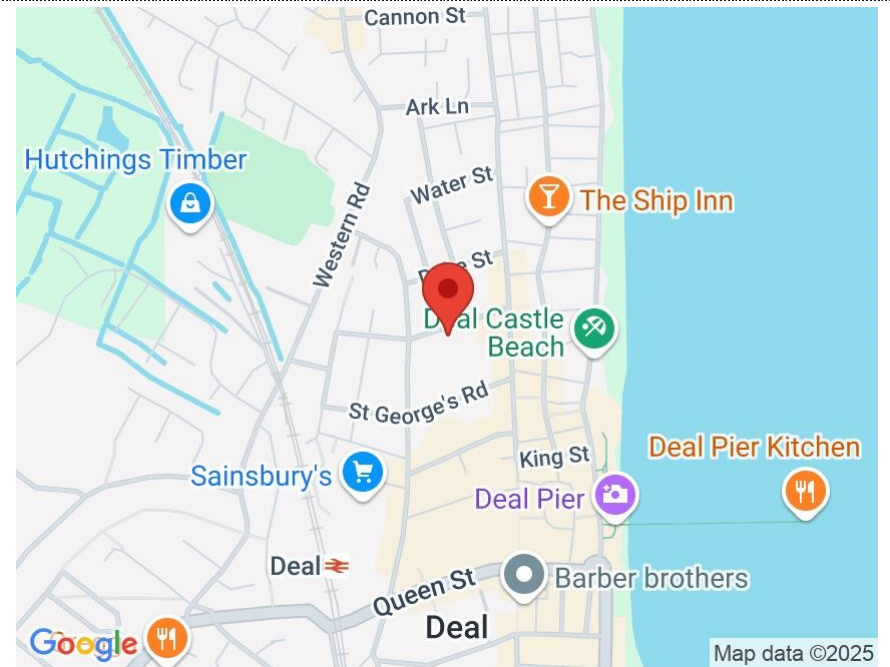 Cannon St
Ark Ln
Hutchings Timber
Water St
The Ship Inn
Western Rd
St
Deal Castle
Beach
St George's Rd
Deal Pier Kitchen
King St
Sainsbury's
Deal Pier
Deal
Queen St
Barber brothers
Deal
Google
Map data ©2025